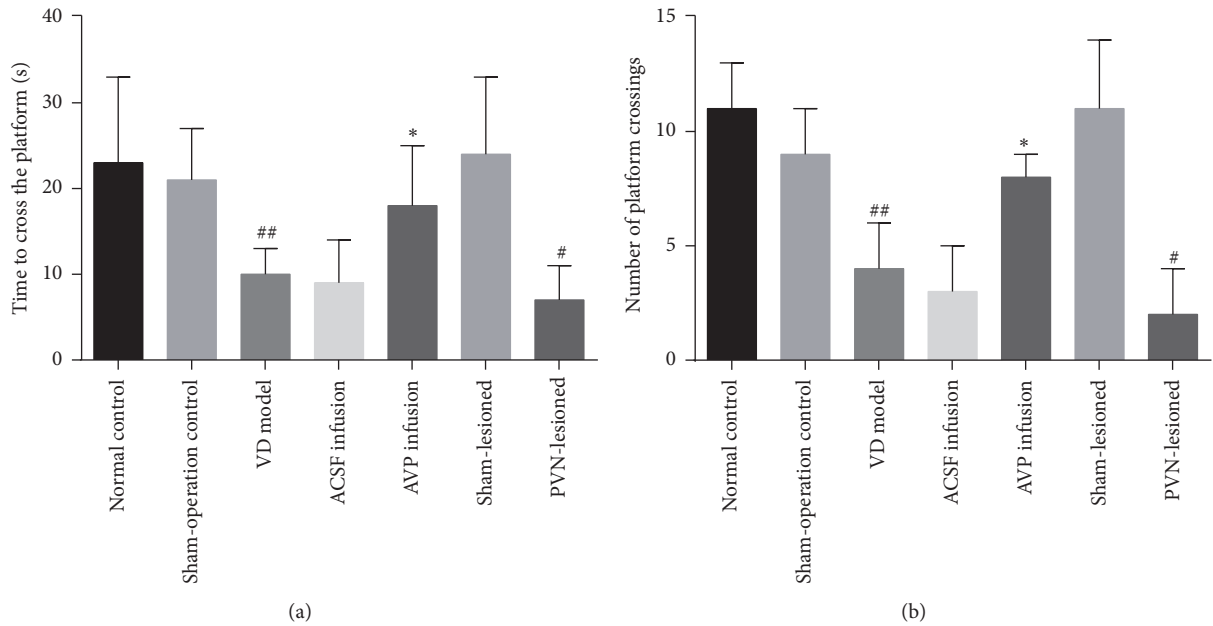 Time to cross the platform (s)
40
30
20
10
0
##
*
#
Normal control
Sham-operation control
VD model
ACSF infusion
AVP infusion
Sham-lesioned
PVN-lesioned
(a)
Number of platform crossings
15
10
5
0
##
*
#
Normal control
Sham-operation control
VD model
ACSF infusion
AVP infusion
Sham-lesioned
PVN-lesioned
(b)